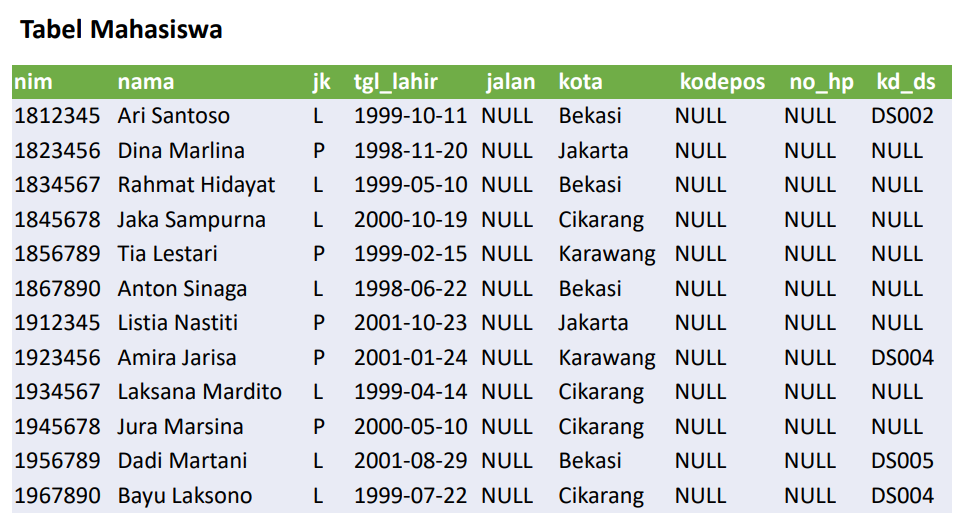 Tabel Mahasiswa
nim nama jk tgl_lahir jalan kota kodepos no_hp kd_ds
1812345 Ari Santoso L 1999-10-11 NULL Bekasi NULL NULL DS002
1823456 Dina Marlina P 1998-11-20 NULL Jakarta NULL NULL NULL
1834567 Rahmat Hidayat L 1999-05-10 NULL Bekasi NULL NULL NULL
1845678 Jaka Sampurna L 2000-10-19 NULL Cikarang NULL NULL NULL
1856789 Tia Lestari P 1999-02-15 NULL Karawang NULL NULL NULL
1867890 Anton Sinaga L 1998-06-22 NULL Bekasi NULL NULL NULL
1912345 Listia Nastiti P 2001-10-23 NULL Jakarta NULL NULL NULL
1923456 Amira Jarisa P 2001-01-24 NULL Karawang NULL NULL DS004
1934567 Laksana Mardito L 1999-04-14 NULL Cikarang NULL NULL NULL
1945678 Jura Marsina P 2000-05-10 NULL Cikarang NULL NULL NULL
1956789 Dadi Martani L 2001-08-29 NULL Bekasi NULL NULL DS005
1967890 Bayu Laksono L 1999-07-22 NULL Cikarang NULL NULL DS004